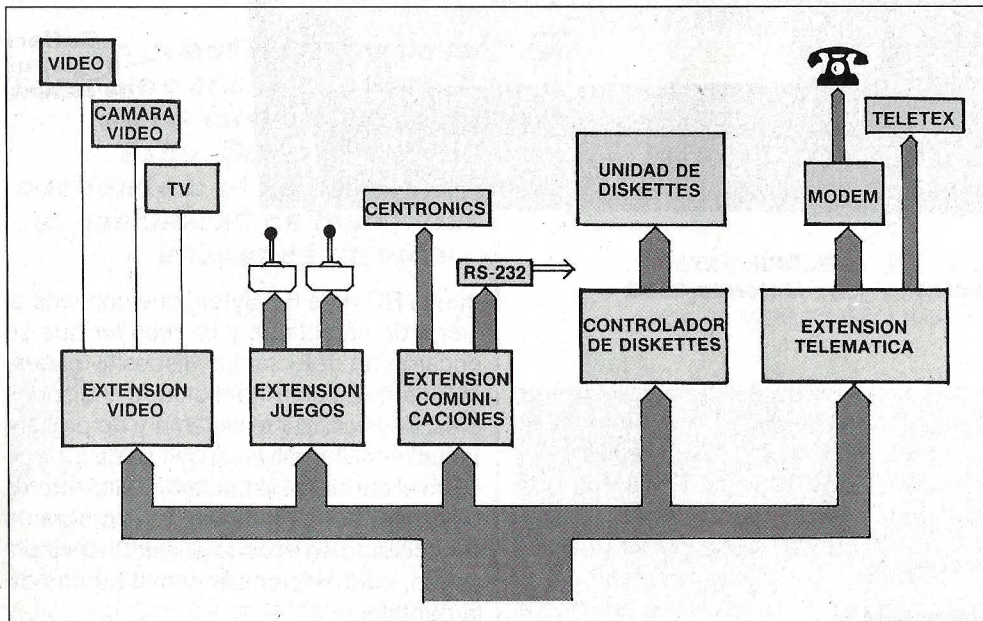 VIDEO
CAMARA
VIDEO
TV
CENTRONICS
RS-232
UNIDAD DE
DISKETTES
MODEM
TELETEX
EXTENSION
VIDEO
EXTENSION
JUEGOS
EXTENSION
COMUNI-
CACIONES
CONTROLADOR
DE DISKETTES
EXTENSION
TELEMATICA